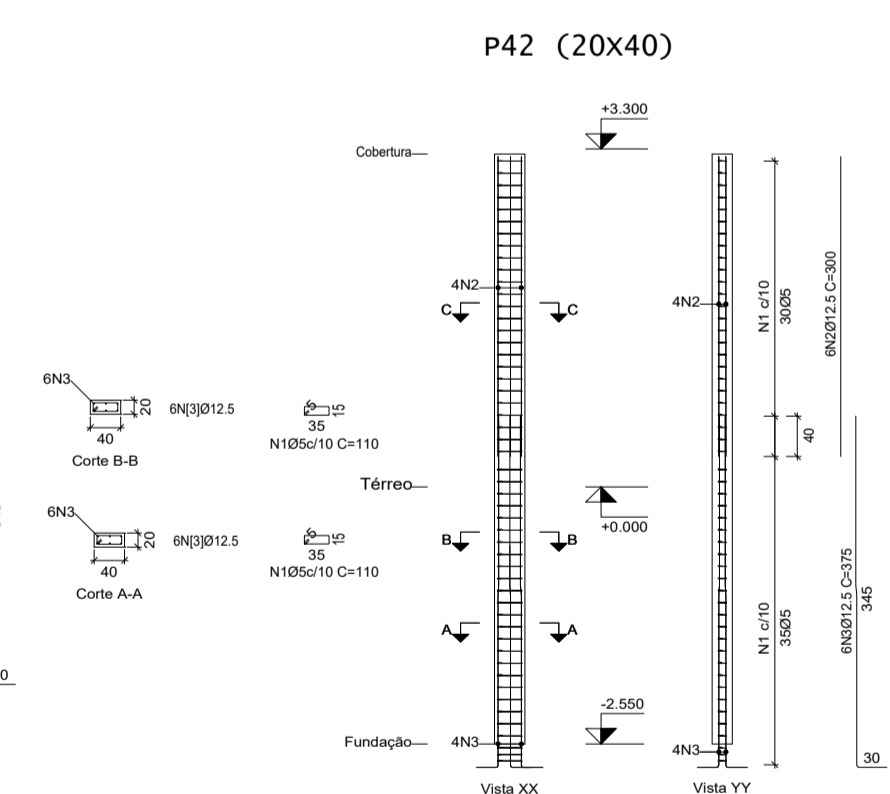 P42 (20X40)
+3.300
Cobertura
4N2
C
C
4N2
N1 c/10
30Ø5
6N2Ø12.5 C=300
6N3
20
40
6N[3]Ø12.5
Corte B-B
5
15
35
N1Ø5c/10 C=110
40
Térreo
+0.000
6N3
20
40
6N[3]Ø12.5
Corte A-A
5
15
35
N1Ø5c/10 C=110
B
B
A
A
N1 c/10
35Ø5
6N3Ø12.5 C=375
345
0
-2.550
Fundação
4N3
4N3
30
Vista XX
Vista YY